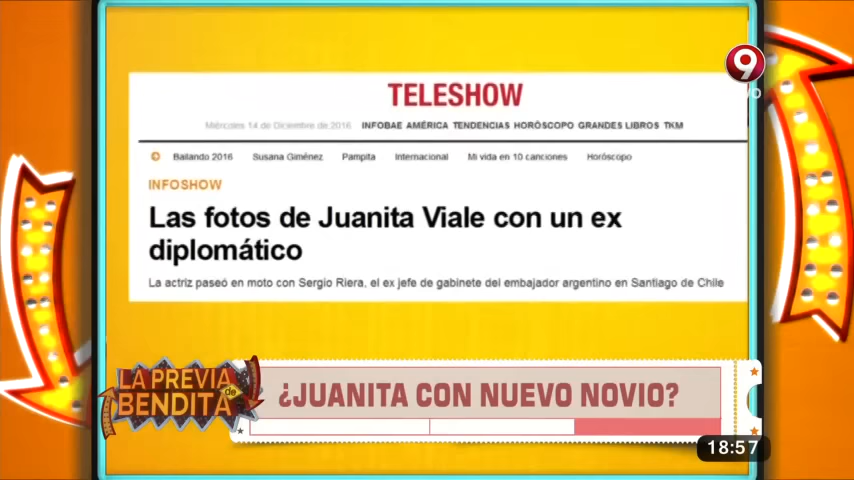 9
VO
TELESHOW
Miércoles 14 de Diciembre de 2016 INFOBAE AMÉRICA TENDENCIAS HORÓSCOPO GRANDES LIBROS TKM
Bailando 2016 Susana Giménez Pampita Internacional Mi vida en 10 canciones Horóscopo
INFOSHOW
Las fotos de Juanita Viale con un ex
diplomático
La actriz paseó en moto con Sergio Riera, el ex jefe de gabinete del embajador argentino en Santiago de Chile
LA PREVIA
de
BENDITA
¿JUANITA CON NUEVO NOVIO?
18:57